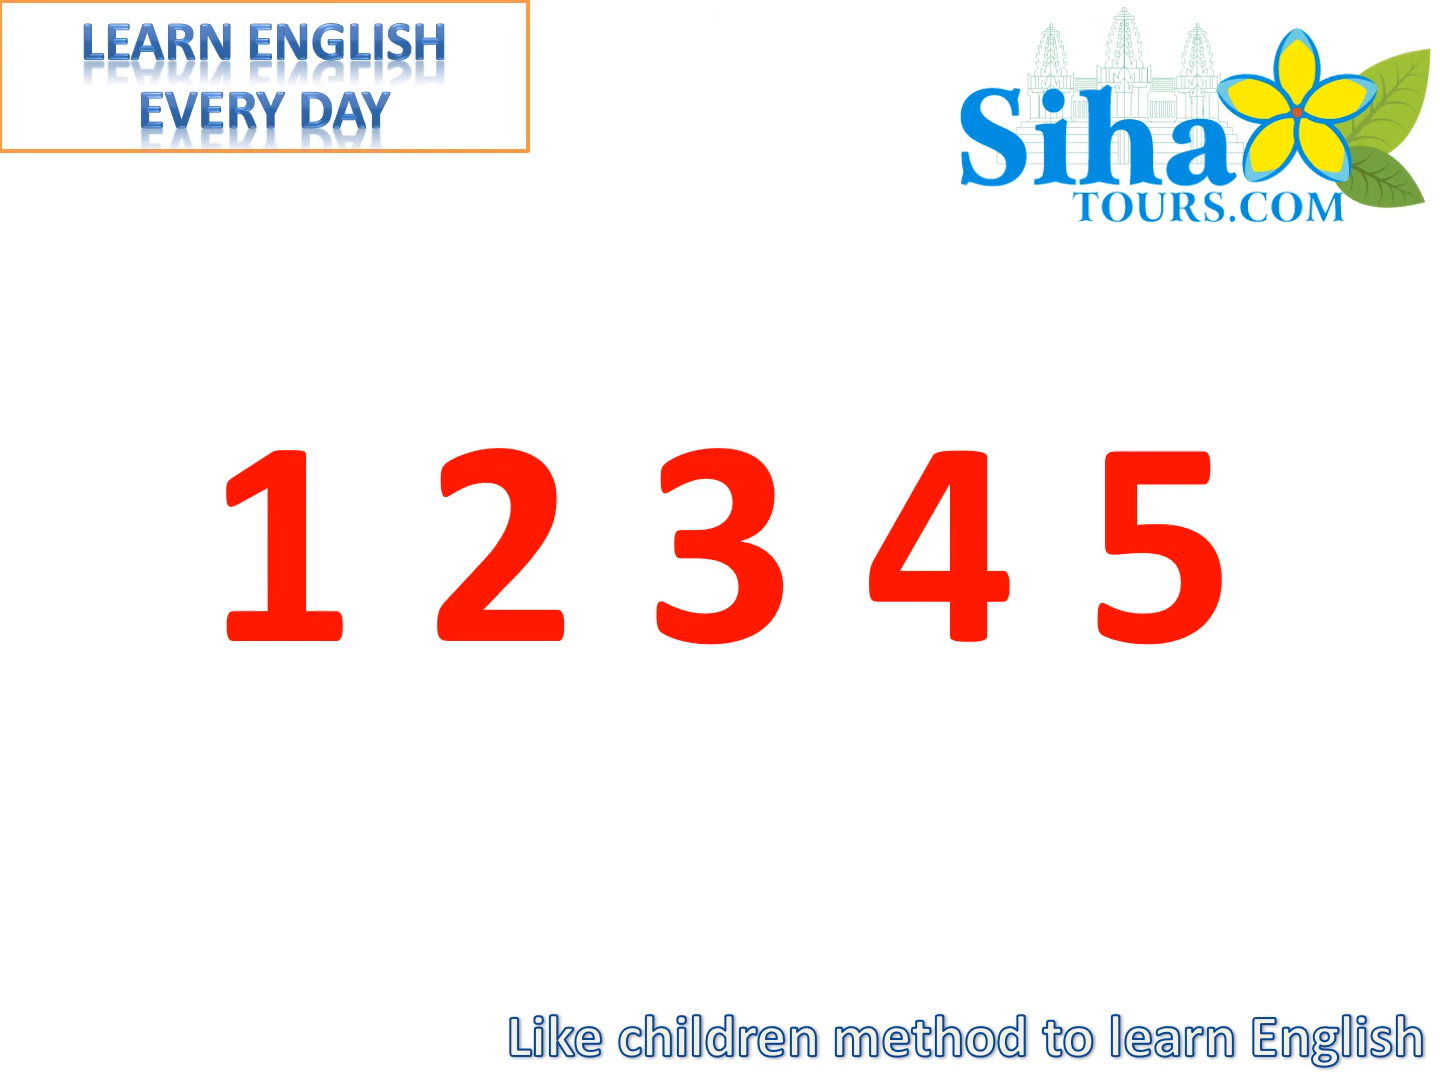 LEARN ENGLISH
EVERY DAY
Siha
TOURS.COM
1 2 3 4 5
Like children method to learn English